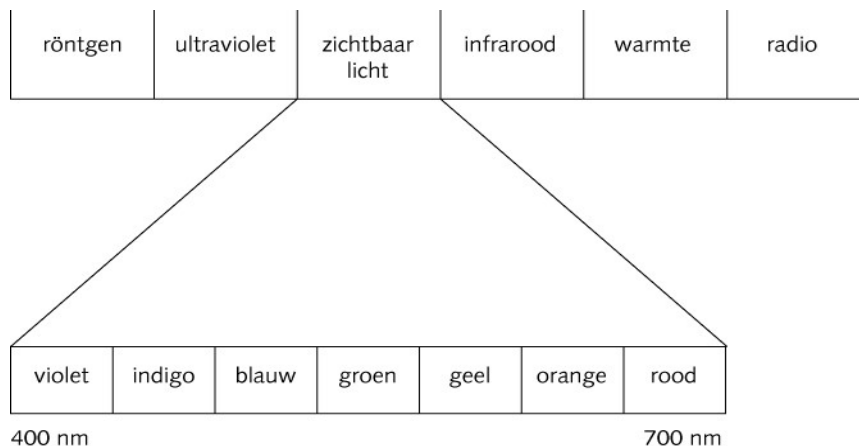 röntgen ultraviolet zichtbaar licht infrarood warmte radio
violet indigo blauw groen geel orange rood
400 nm 700 nm